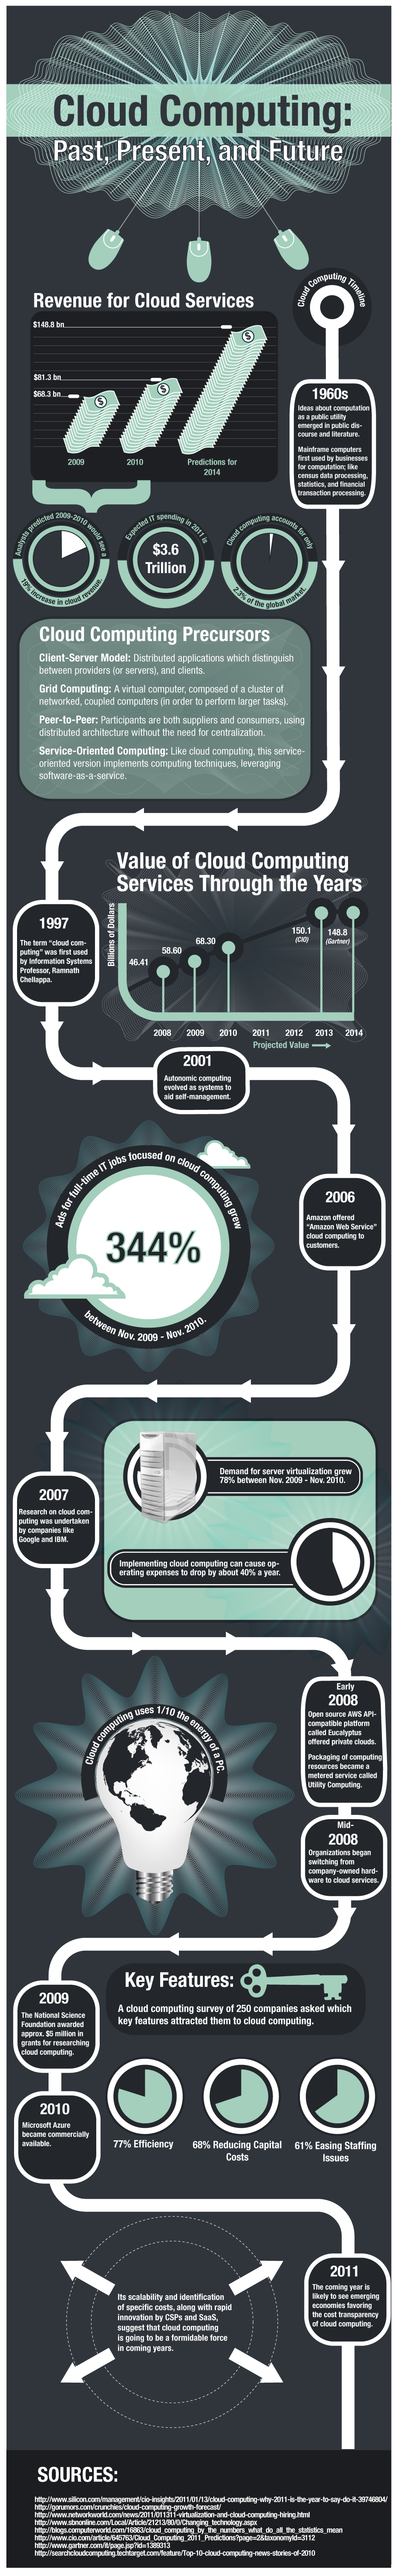 Cloud Computing:
Past, Present, and Future
Revenue for Cloud Services
$148.8 bn
$81.3 bn
$68.3 bn
2009
2010
Predictions for
2014
Cloud Computing Timeline
1960s
Ideas about computation
as a public utility
emerged in public dis-
course and literature.
Mainframe computers
first used by businesses
for computation; like
census data processing,
statistics, and financial
transaction processing.
Analysts predicted 2009-2010 would see a
19% increase in cloud revenue.
Expected IT spending in 2011 is
$3.6
Trillion
Cloud computing accounts for only
2.3% of the global market.
Cloud Computing Precursors
Client-Server Model: Distributed applications which distinguish
between providers (or servers), and clients.
Grid Computing: A virtual computer, composed of a cluster of
networked, coupled computers (in order to perform larger tasks).
Peer-to-Peer: Participants are both suppliers and consumers, using
distributed architecture without the need for centralization.
Service-Oriented Computing: Like cloud computing, this service-
oriented version implements computing techniques, leveraging
software-as-a-service.
1997
The term “cloud com-
puting” was first used
by Information Systems
Professor, Ramnath
Chellappa.
Value of Cloud Computing
Services Through the Years
Billions of Dollars
46.41
58.60
68.30
150.1
(CIO)
148.8
(Gartner)
2008 2009 2010 2011 2012 2013 2014
Projected Value
2001
Autonomic computing
evolved as systems to
aid self-management.
Ads for full-time IT jobs focused on cloud computing grew
344%
between Nov. 2009 - Nov. 2010.
2006
Amazon offered
“Amazon Web Service”
cloud computing to
customers.
2007
Research on cloud com-
puting was undertaken
by companies like
Google and IBM.
Demand for server virtualization grew
78% between Nov. 2009 - Nov. 2010.
Implementing cloud computing can cause op-
erating expenses to drop by about 40% a year.
Cloud computing uses 1/10 the energy of a PC.
Early
2008
Open source AWS API-
compatible platform
called Eucalyptus
offered private clouds.
Packaging of computing
resources became a
metered service called
Utility Computing.
Mid-
2008
Organizations began
switching from
company-owned hard-
ware to cloud services.
2009
The National Science
Foundation awarded
approx. $5 million in
grants for researching
cloud computing.
2010
Microsoft Azure
became commercially
available.
Key Features:
A cloud computing survey of 250 companies asked which
key features attracted them to cloud computing.
77% Efficiency
68% Reducing Capital
Costs
61% Easing Staffing
Issues
2011
The coming year is
likely to see emerging
economies favoring
the cost transparency
of cloud computing.
Its scalability and identification
of specific costs, along with rapid
innovation by CSPs and SaaS,
suggest that cloud computing
is going to be a formidable force
in coming years.
SOURCES:
http://www.silicon.com/management/cio-insights/2011/01/13/cloud-computing-why-2011-is-the-year-to-say-do-it-39746804/
http://gorumors.com/crunchies/cloud-computing-growth-forecast/
http://www.networkworld.com/news/2011/011311-virtualization-and-cloud-computing-hiring.html
http://www.sbnonline.com/Local/Article/21213/80/0/Changing_technology.aspx
http://blogs.computerworld.com/16863/cloud_computing_by_the_numbers_what_do_all_the_statistics_mean
http://www.cio.com/article/645763/Cloud_Computing_2011_Predictions?page=2&taxonomyId=3112
http://www.gartner.com/it/page.jsp?id=1389313
http://searchcloudcomputing.techtarget.com/feature/Top-10-cloud-computing-news-stories-of-2010